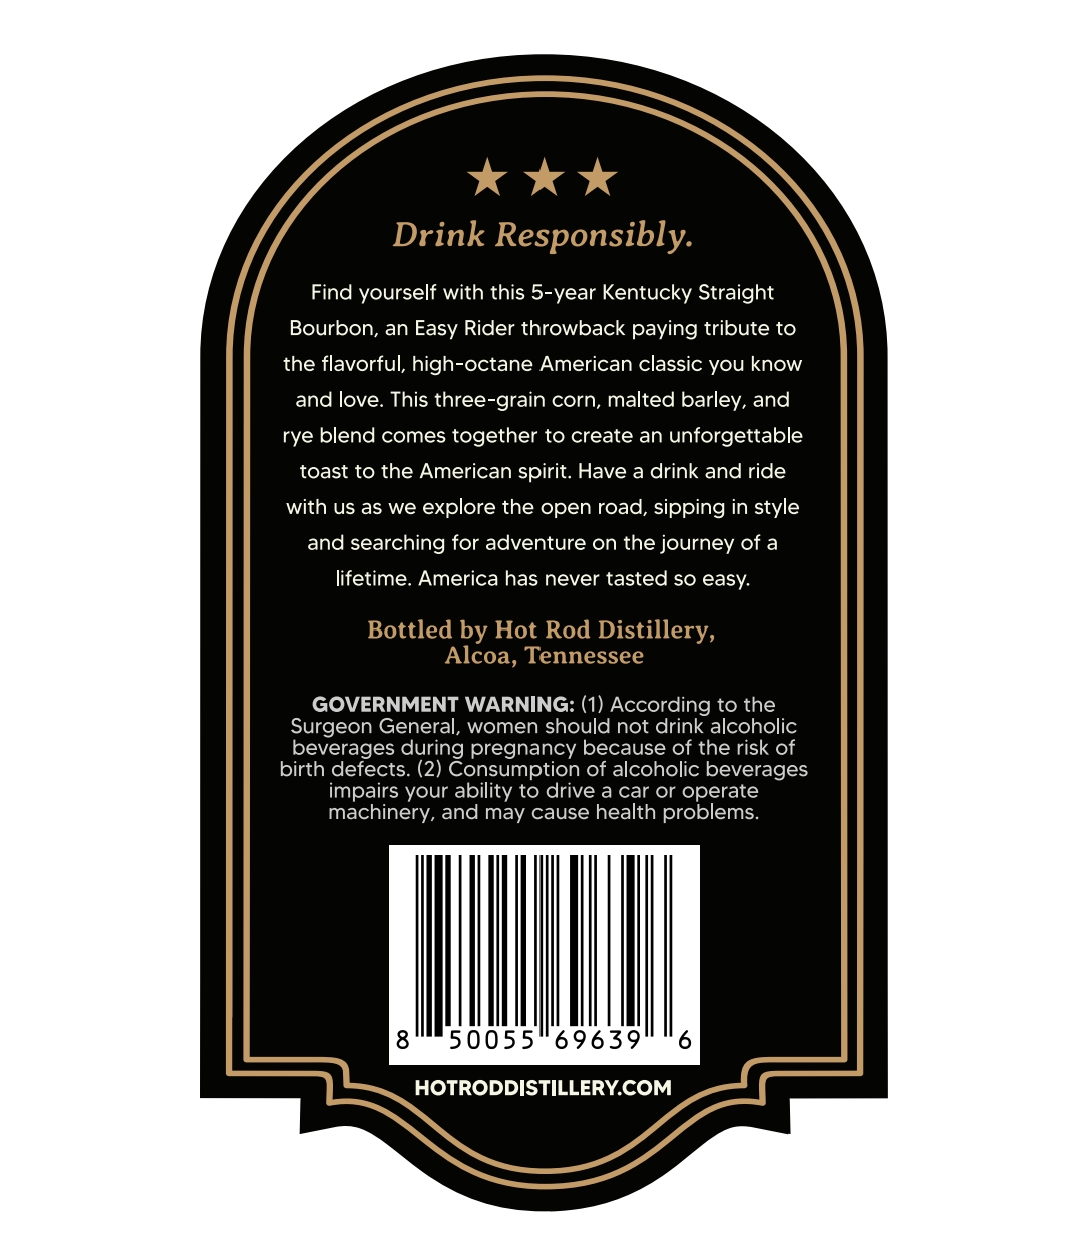 Drink Responsibly.
Find yourself with this 5-year Kentucky Straight
Bourbon, an Easy Rider throwback paying tribute to
the flavorful, high-octane American classic you know
and love. This three-grain corn, malted barley, and
rye blend comes together to create an unforgettable
toast to the American spirit. Have a drink and ride
with us as we explore the open road, sipping in style
and searching for adventure on the journey of a
lifetime. America has never tasted so easy.
Bottled by Hot Rod Distillery,
Alcoa, Tennessee
GOVERNMENT WARNING: (1) According to the
Surgeon General, women should not drink alcoholic
beverages during pregnancy because of the risk of
birth defects. (2) Consumption of alcoholic beverages
impairs your ability to drive a car or operate
machinery, and may cause health problems.
8 50055 69639 6
HOTRODDISTILLERY.COM